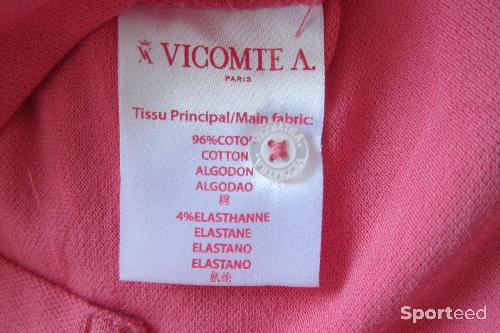 VICOMTE A.
PARIS
Tissu Principal/Main fabric:
96%COTO
COTTON
ALGODON
ALGODAO
棉
4%ELASTHANNE
ELASTANE
ELASTANO
ELASTANO
氨纶
Sporteed